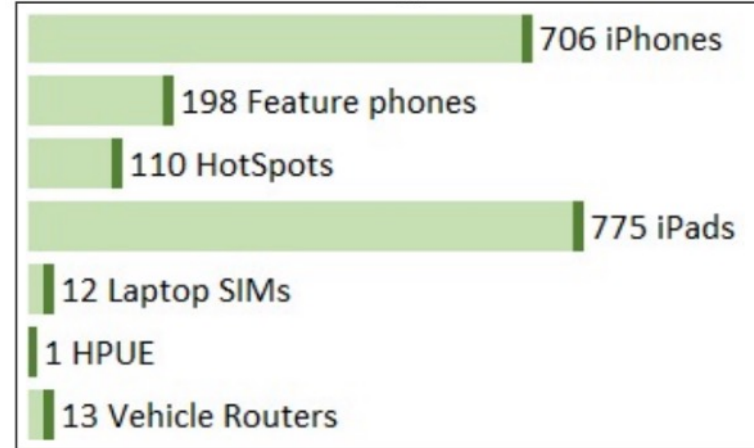 706 iPhones
198 Feature phones
110 HotSpots
775 iPads
12 Laptop SIMs
1 HPUE
13 Vehicle Routers